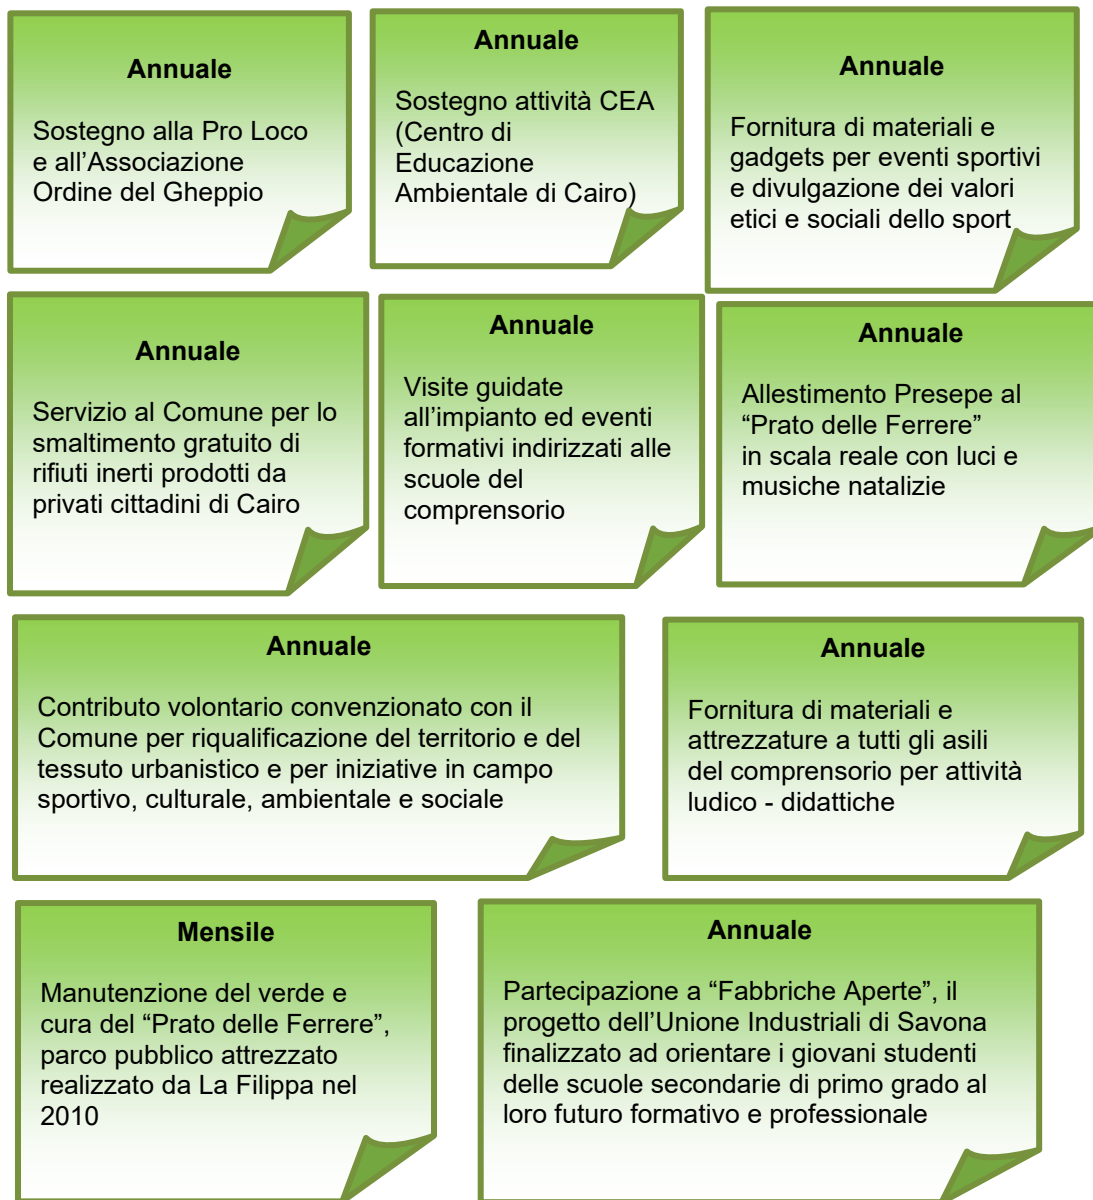 Annuale
Sostegno alla Pro Loco
e all'Associazione
Ordine del Gheppio
Annuale
Sostegno attività CEA
(Centro di
Educazione
Ambientale di Cairo)
Annuale
Fornitura di materiali e
gadgets per eventi sportivi
e divulgazione dei valori
etici e sociali dello sport
Annuale
Servizio al Comune per lo
smaltimento gratuito di
rifiuti inerti prodotti da
privati cittadini di Cairo
Annuale
Visite guidate
all'impianto ed eventi
formativi indirizzati alle
scuole del
comprensorio
Annuale
Allestimento Presepe al
“Prato delle Ferrere”
in scala reale con luci e
musiche natalizie
Annuale
Contributo volontario convenzionato con il
Comune per riqualificazione del territorio e del
tessuto urbanistico e per iniziative in campo
sportivo, culturale, ambientale e sociale
Annuale
Fornitura di materiali e
attrezzature a tutti gli asili
del comprensorio per attività
ludico - didattiche
Mensile
Manutenzione del verde e
cura del “Prato delle Ferrere”,
parco pubblico attrezzato
realizzato da La Filippa nel
2010
Annuale
Partecipazione a “Fabbriche Aperte”, il
progetto dell'Unione Industriali di Savona
finalizzato ad orientare i giovani studenti
delle scuole secondarie di primo grado al
loro futuro formativo e professionale